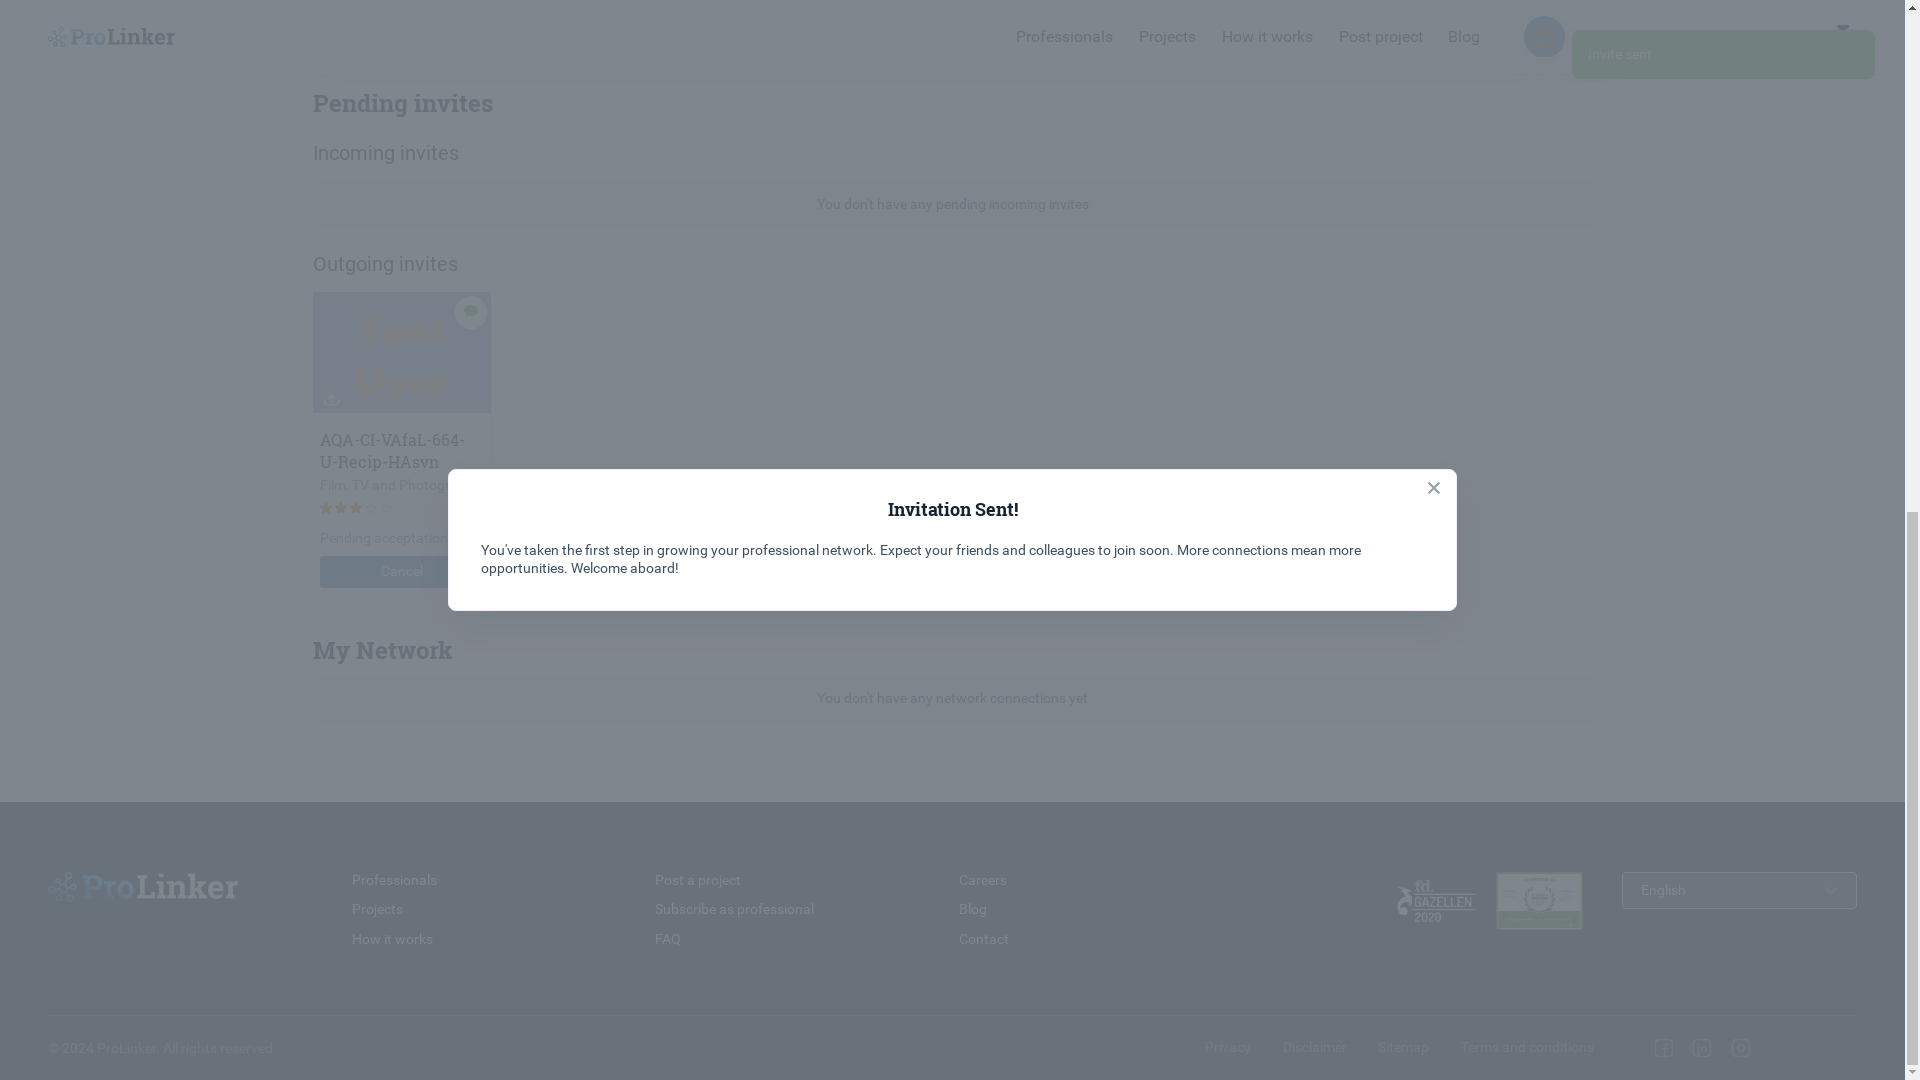 ProLinker
Professionals Projects How it works Post project Blog
Invite sent
Pending invites
Incoming invites
You don't have any pending incoming invites
Outgoing invites
Test
User
AQA-CI-VAfaL-664-
U-Recip-HAsvn
Film, TV and Photog
Pending acceptation
Cancel
Invitation Sent!
You've taken the first step in growing your professional network. Expect your friends and colleagues to join soon. More connections mean more
opportunities. Welcome aboard!
My Network
You don't have any network connections yet
ProLinker
Professionals
Projects
How it works
Post a project
Subscribe as professional
FAQ
Careers
Blog
Contact
fd.
GAZELLEN
2020
English
© 2024 ProLinker. All rights reserved
Privacy Disclaimer Sitemap Terms and conditions